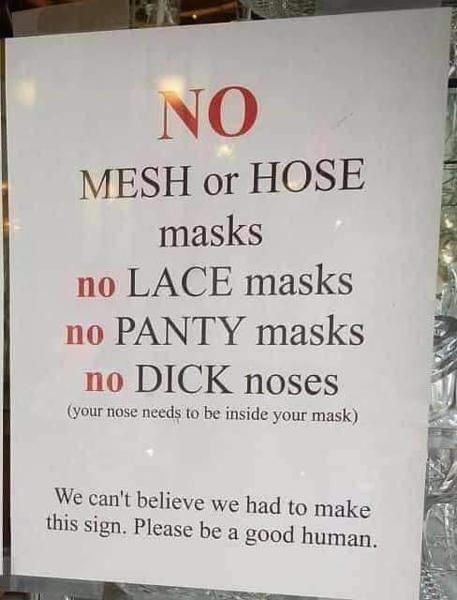 NO
MESH or HOSE
masks
no LACE masks
no PANTY masks
no DICK noses
(your nose needs to be inside your mask)
We can't believe we had to make
this sign. Please be a good human.